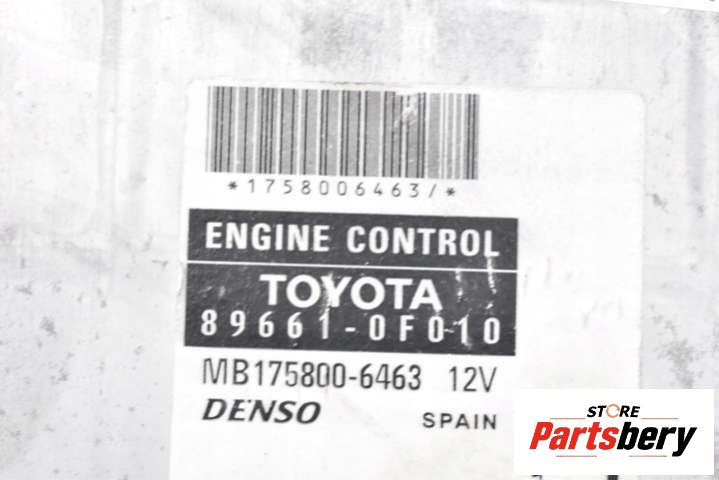 *1758006463/*
ENGINE CONTROL
TOYOTA
89661-0F010
MB175800-6463 12V
DENSO SPAIN
STORE
Partsbery